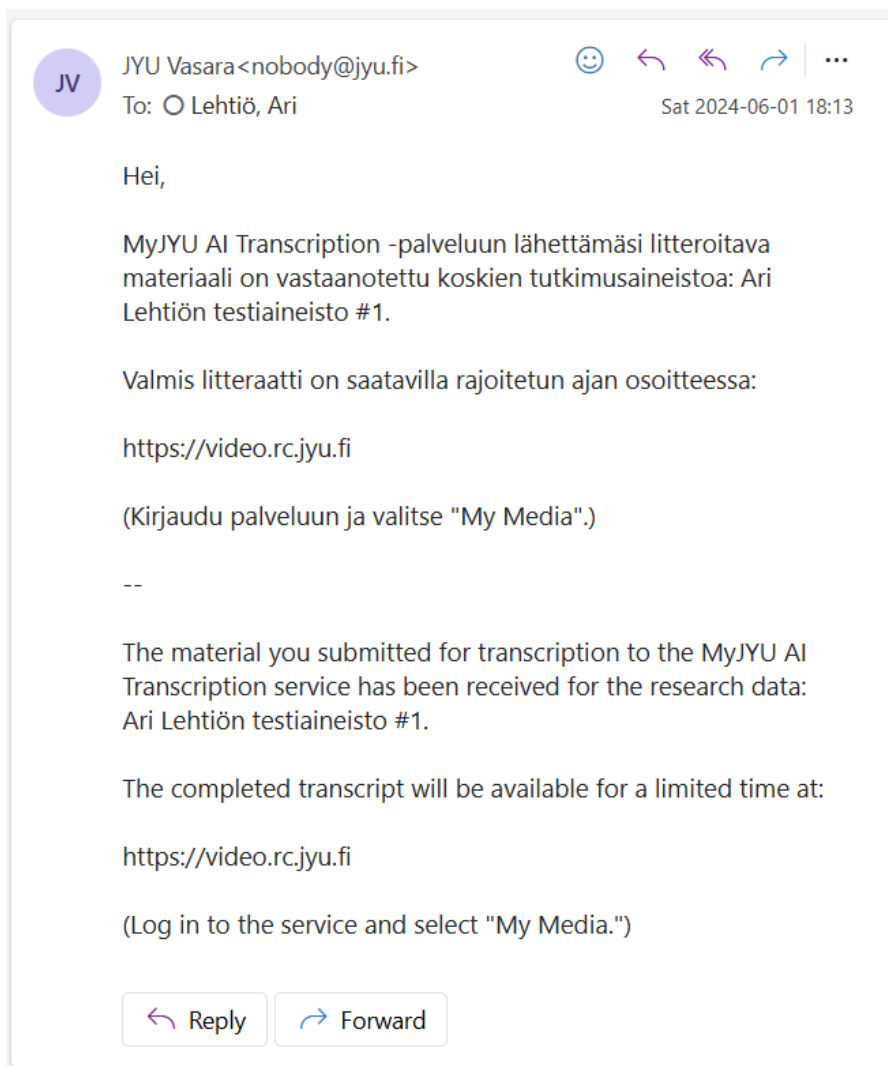 JV
JYU Vasara<nobody@jyu.fi>
To: Lehtiö, Ari
Sat 2024-06-01 18:13
Hei,
MyJYU AI Transcription -palveluun lähettämäsi litteroitava
materiaali on vastaanotettu koskien tutkimusaineistoa: Ari
Lehtiön testiaineisto #1.
Valmis litteraatti on saatavilla rajoitetun ajan osoitteessa:
https://video.rc.jyu.fi
(Kirjaudu palveluun ja valitse "My Media".)
--
The material you submitted for transcription to the MyJYU AI
Transcription service has been received for the research data:
Ari Lehtiön testiaineisto #1.
The completed transcript will be available for a limited time at:
https://video.rc.jyu.fi
(Log in to the service and select "My Media.")
Reply
Forward